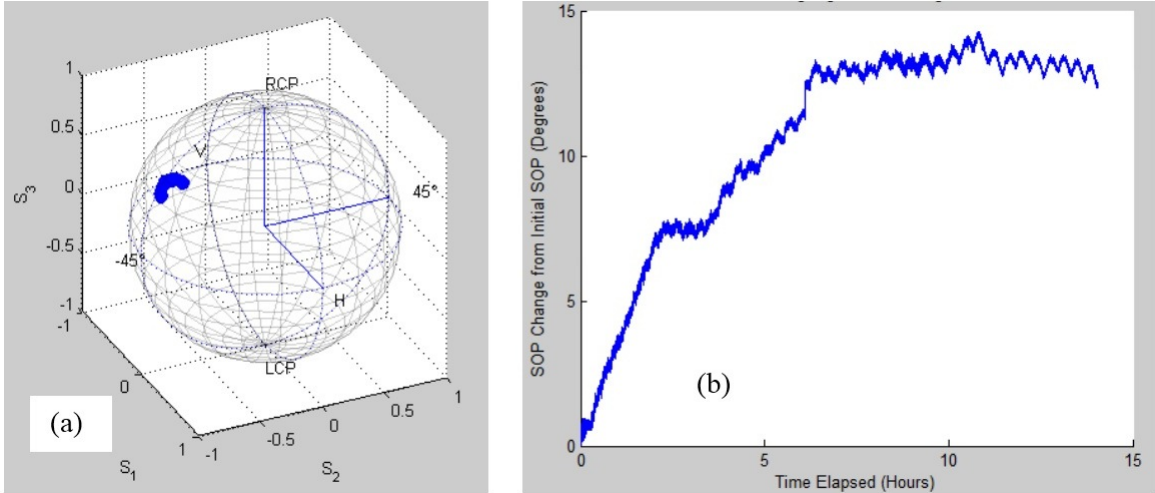 1
0.5
0
-0.5
-1
S3
-1
0
1
S1
-1
-0.5
0
0.5
1
S2
RCP
V
45°
-45°
H
LCP
(a)
15
10
5
0
SOP Change from Initial SOP (Degrees)
0
5
10
15
Time Elapsed (Hours)
(b)